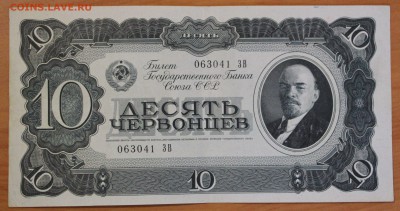 COINS.LAVE.RU
10
ДЕСЯТЬ
10
Билет 063041 ЗВ
Государственного Банка
Союза ССР
10
ДЕСЯТЬ
ЧЕРВОНЦЕВ
063041 ЗВ
10
10
10